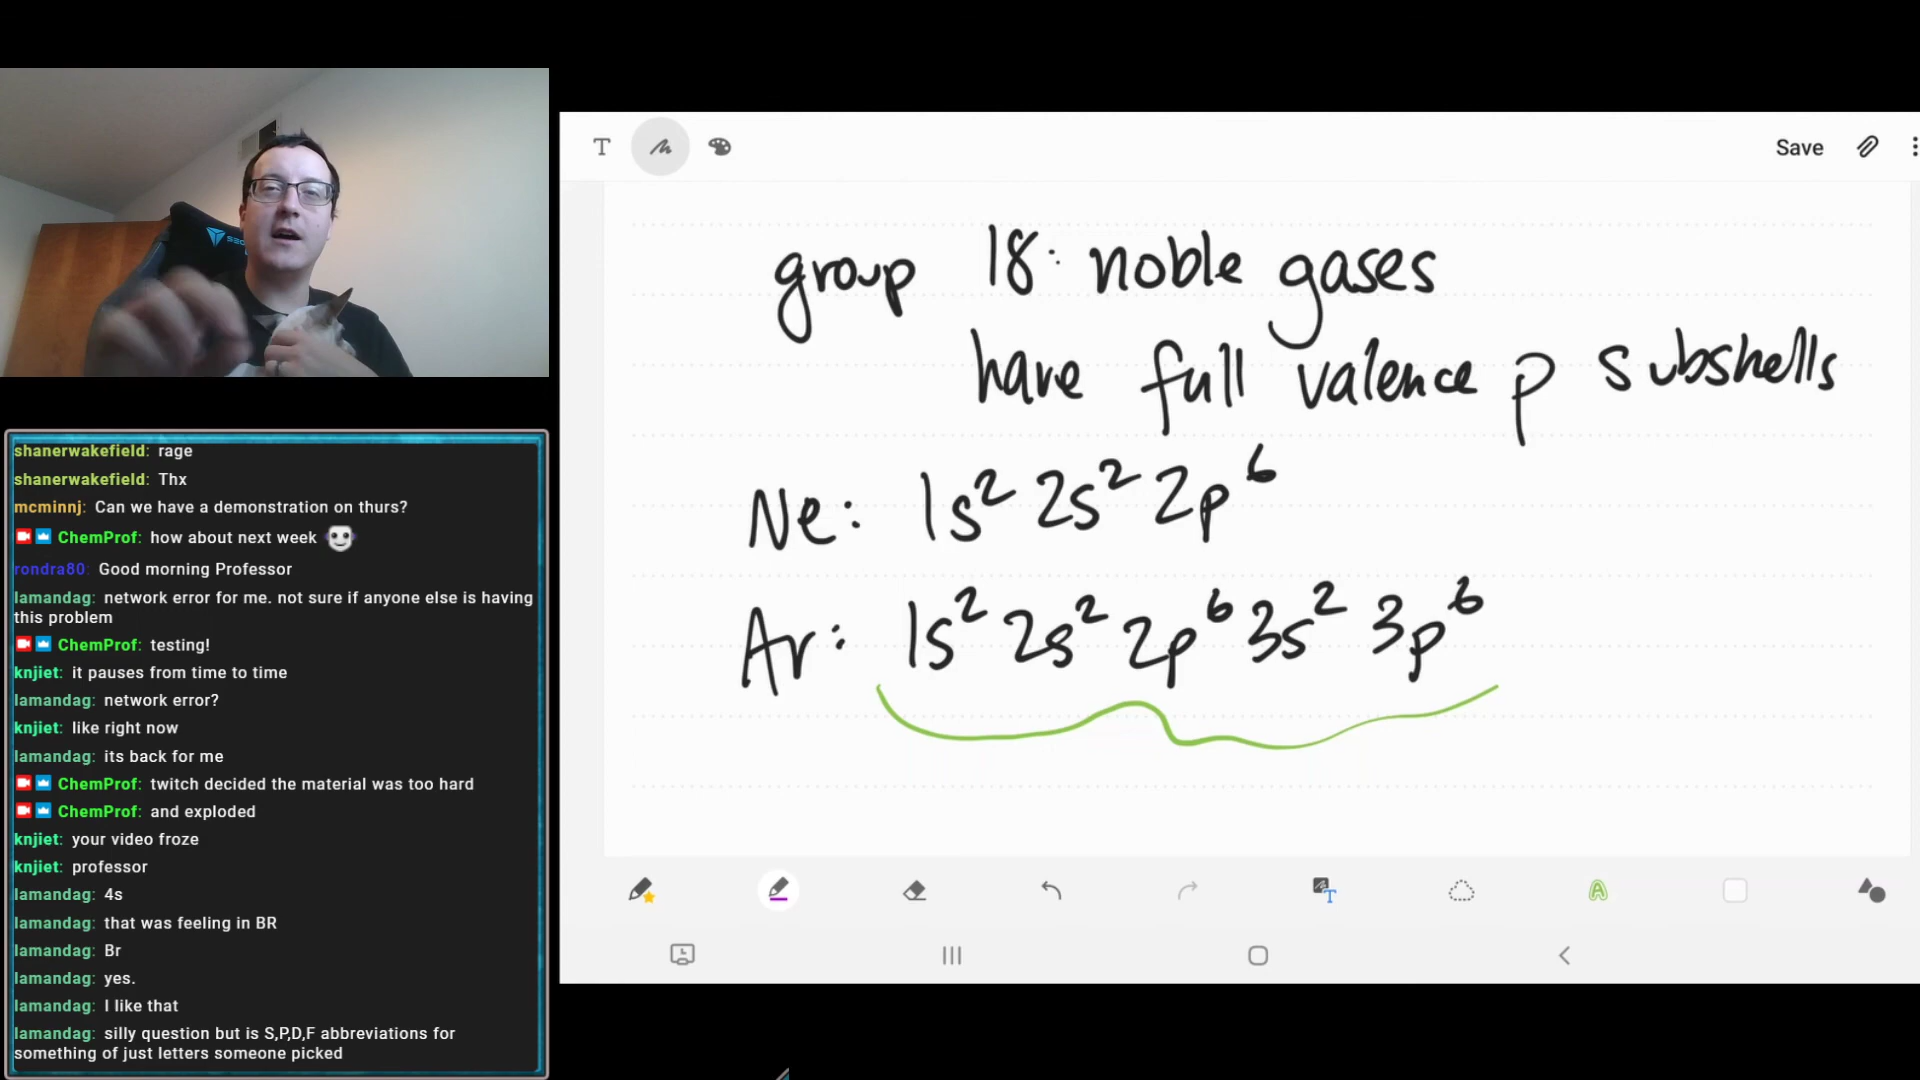 Save
group 18: noble gases
have full valence p subshells
Ne: 1s² 2s² 2p⁶
Ar: 1s² 2s² 2p⁶ 3s² 3p⁶
shanerwakefield: rage
shanerwakefield: Thx
mcminnj: Can we have a demonstration on thurs?
ChemProf: how about next week
rondra80: Good morning Professor
lamandag: network error for me. not sure if anyone else is having
this problem
ChemProf: testing!
knjiet: it pauses from time to time
lamandag: network error?
knjiet: like right now
lamandag: its back for me
ChemProf: twitch decided the material was too hard
ChemProf: and exploded
knjiet: your video froze
knjiet: professor
lamandag: 4s
lamandag: that was feeling in BR
lamandag: Br
lamandag: yes.
lamandag: I like that
lamandag: silly question but is S,P,D,F abbreviations for
something of just letters someone picked